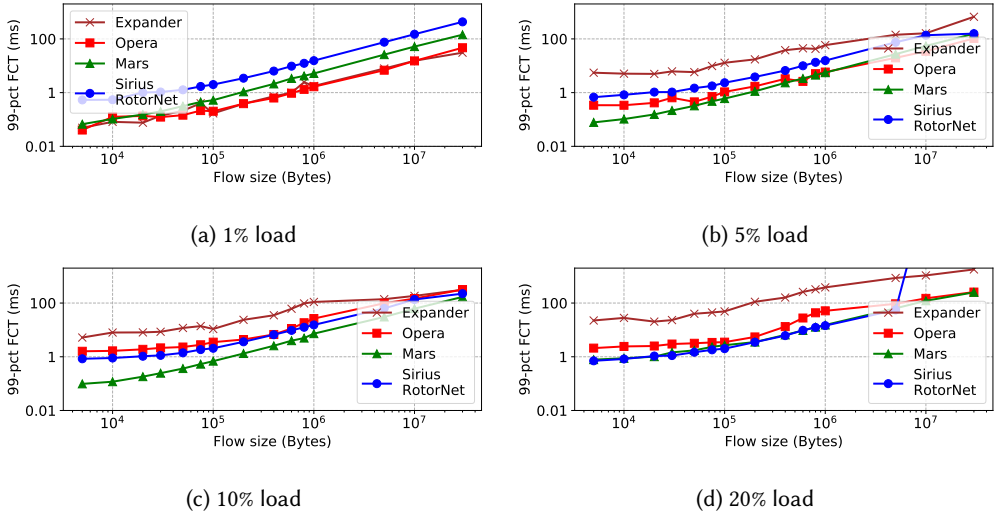 99-pct FCT (ms)
100
1
0.01
Expander
Opera
Mars
Sirius
RotorNet
10^4
10^5
10^6
10^7
Flow size (Bytes)
(a) 1% load
99-pct FCT (ms)
100
1
0.01
Expander
Opera
Mars
Sirius
RotorNet
10^4
10^5
10^6
10^7
Flow size (Bytes)
(b) 5% load
99-pct FCT (ms)
100
1
0.01
Expander
Opera
Mars
Sirius
RotorNet
10^4
10^5
10^6
10^7
Flow size (Bytes)
(c) 10% load
99-pct FCT (ms)
100
1
0.01
Expander
Opera
Mars
Sirius
RotorNet
10^4
10^5
10^6
10^7
Flow size (Bytes)
(d) 20% load